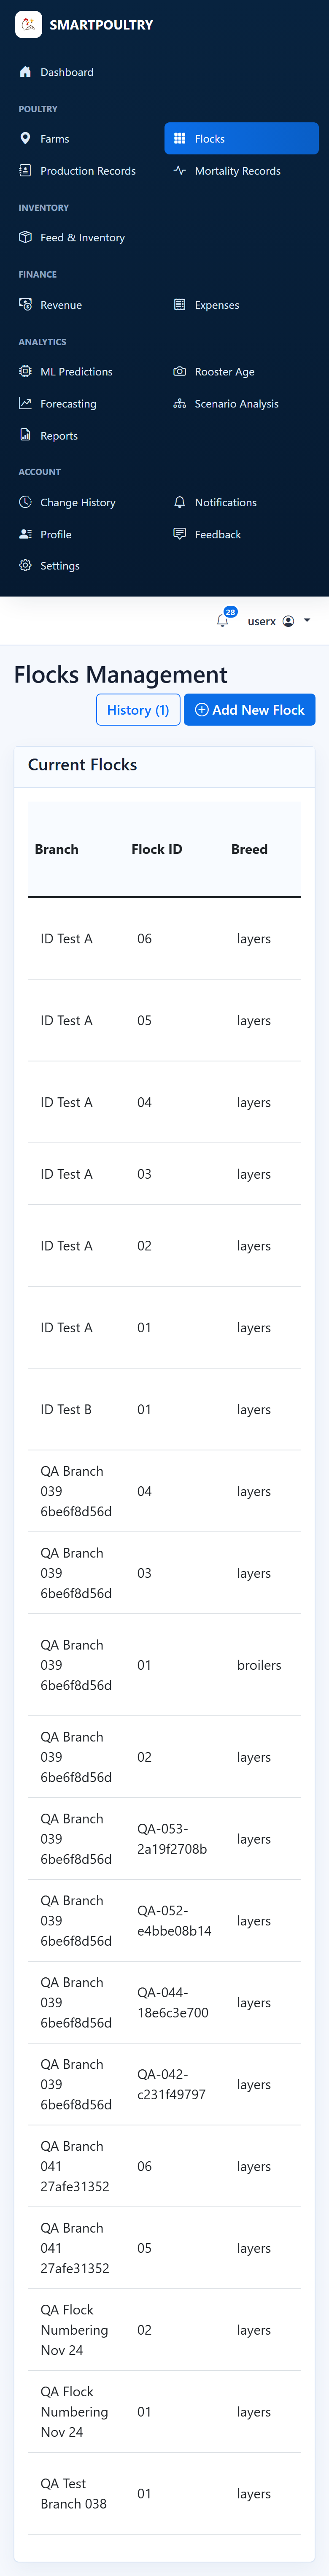 SMARTPOULTRY
Dashboard
POULTRY
Farms
Flocks
Production Records
Mortality Records
INVENTORY
Feed & Inventory
FINANCE
Revenue
Expenses
ANALYTICS
ML Predictions
Rooster Age
Forecasting
Scenario Analysis
Reports
ACCOUNT
Change History
Notifications
Profile
Feedback
Settings
28
userx
Flocks Management
History (1)
Add New Flock
Current Flocks
Branch Flock ID Breed
ID Test A 06 layers
ID Test A 05 layers
ID Test A 04 layers
ID Test A 03 layers
ID Test A 02 layers
ID Test A 01 layers
ID Test B 01 layers
QA Branch
039
6be6f8d56d
04
layers
QA Branch
039
6be6f8d56d
03
layers
QA Branch
039
6be6f8d56d
01
broilers
QA Branch
039
6be6f8d56d
02
layers
QA Branch
039
6be6f8d56d
QA-053-
2a19f2708b
layers
QA Branch
039
6be6f8d56d
QA-052-
e4bbe08b14
layers
QA Branch
039
6be6f8d56d
QA-044-
18e6c3e700
layers
QA Branch
039
6be6f8d56d
QA-042-
c231f49797
layers
QA Branch
041
27afe31352
06
layers
QA Branch
041
27afe31352
05
layers
QA Flock
Numbering
Nov 24
02
layers
QA Flock
Numbering
Nov 24
01
layers
QA Test
Branch 038
01
layers